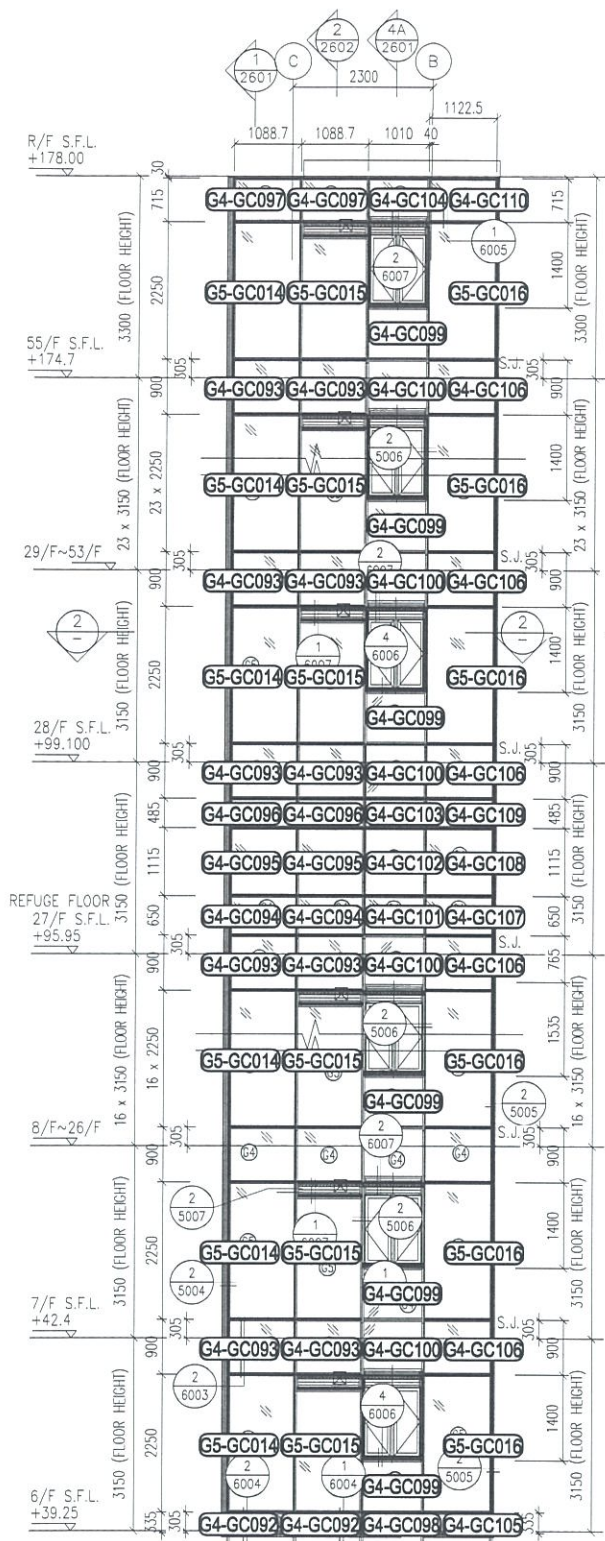 1
2601
C
2
2602
4A
2601
B
2300
1122.5
1088.7
1088.7
1010
40
R/F S.F.L.
+178.00
50
715
G4-GC097
G4-GC097
G4-GC104
G4-GC110
715
1
6005
2
6007
3300 (FLOOR HEIGHT)
2250
G5-GC014
G5-GC015
G5-GC016
1400
3300 (FLOOR HEIGHT)
G4-GC099
55/F S.F.L.
+174.7
305
S.J.
305
900
G4-GC093
G4-GC093
G4-GC100
G4-GC106
900
2
5006
23 x 3150 (FLOOR HEIGHT)
23 x 2250
G5-GC014
G5-GC015
G5-GC016
1400
23 x 3150 (FLOOR HEIGHT)
G4-GC099
29/F~53/F
305
2
S.J.
305
900
G4-GC093
G4-GC093
G4-GC100
G4-GC106
900
2
–
1
4
6006
2
–
3150 (FLOOR HEIGHT)
2250
G5-GC014
G5-GC015
G5-GC016
1400
3150 (FLOOR HEIGHT)
G4-GC099
28/F S.F.L.
+99.100
305
S.J.
305
900
G4-GC093
G4-GC093
G4-GC100
G4-GC106
900
485
G4-GC096
G4-GC096
G4-GC103
G4-GC109
485
3150 (FLOOR HEIGHT)
1115
G4-GC095
G4-GC095
G4-GC102
G4-GC108
1115
3150 (FLOOR HEIGHT)
REFUGE FLOOR
27/F S.F.L.
+95.95
650
G4-GC094
G4-GC094
G4-GC101
G4-GC107
650
305
S.J.
900
G4-GC093
G4-GC093
G4-GC100
G4-GC106
765
2
5006
16 x 3150 (FLOOR HEIGHT)
16 x 2250
G5-GC014
G5-GC015
G5-GC016
1535
16 x 3150 (FLOOR HEIGHT)
G4-GC099
2
5005
8/F~26/F
305
2
6007
S.J.
305
900
G4
G4
G4
G4
900
2
5007
1
2
5006
3150 (FLOOR HEIGHT)
2250
G5-GC014
G5-GC015
G5-GC016
1400
3150 (FLOOR HEIGHT)
2
5004
1
G4-GC099
7/F S.F.L.
+42.4
305
S.J.
305
900
G4-GC093
G4-GC093
G4-GC100
G4-GC106
900
2
6003
4
6006
3150 (FLOOR HEIGHT)
2250
G5-GC014
G5-GC015
G5-GC016
1400
3150 (FLOOR HEIGHT)
2
6004
1
6004
2
5005
G4-GC099
6/F S.F.L.
+39.25
535
305
G4-GC092
G4-GC092
G4-GC098
G4-GC105
305
535